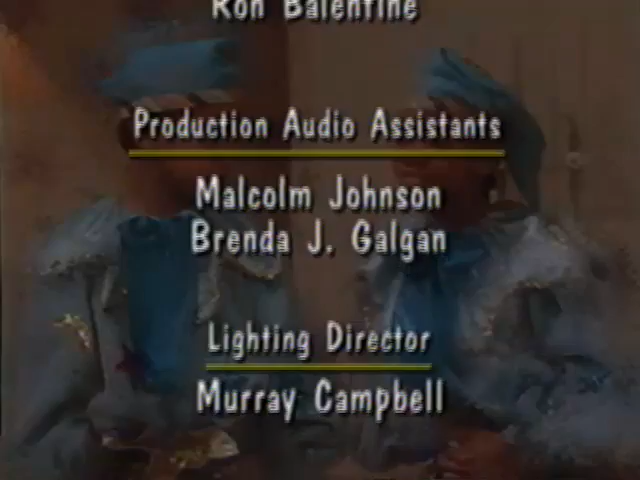 Ron Balentine
Production Audio Assistants
Malcolm Johnson
Brenda J. Galgan
Lighting Director
Murray Campbell